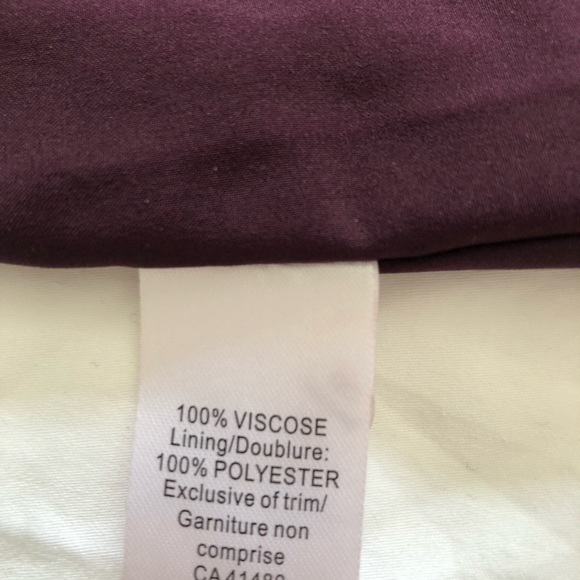 100% VISCOSE
Lining/Doublure:
100% POLYESTER
Exclusive of trim/
Garniture non
comprise